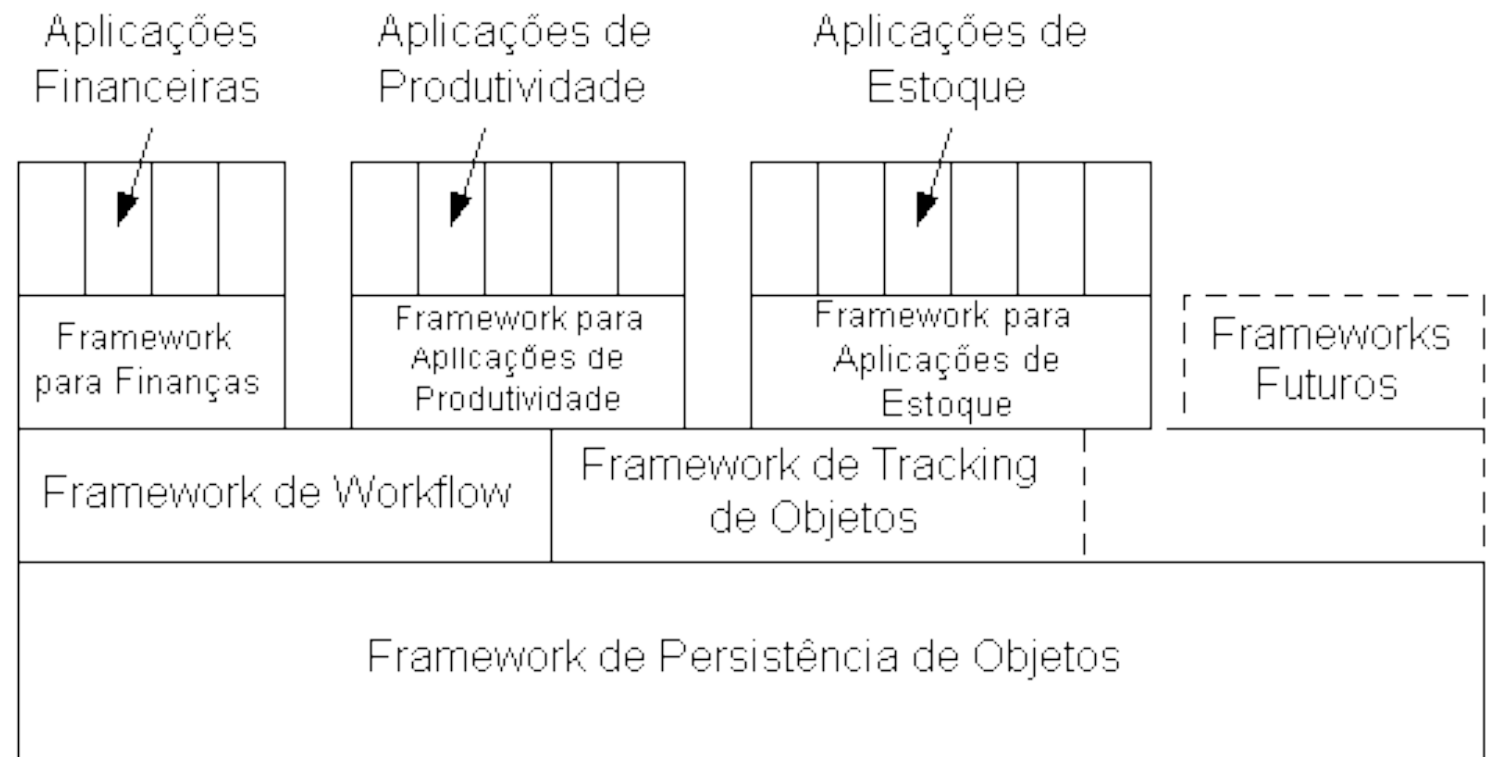 Aplicações
Financeiras
Aplicações de
Produtividade
Aplicações de
Estoque
Framework
para Finanças
Framework para
Aplicações de
Produtividade
Framework para
Aplicações de
Estoque
Frameworks
Futuros
Framework de Workflow
Framework de Tracking
de Objetos
Framework de Persistência de Objetos